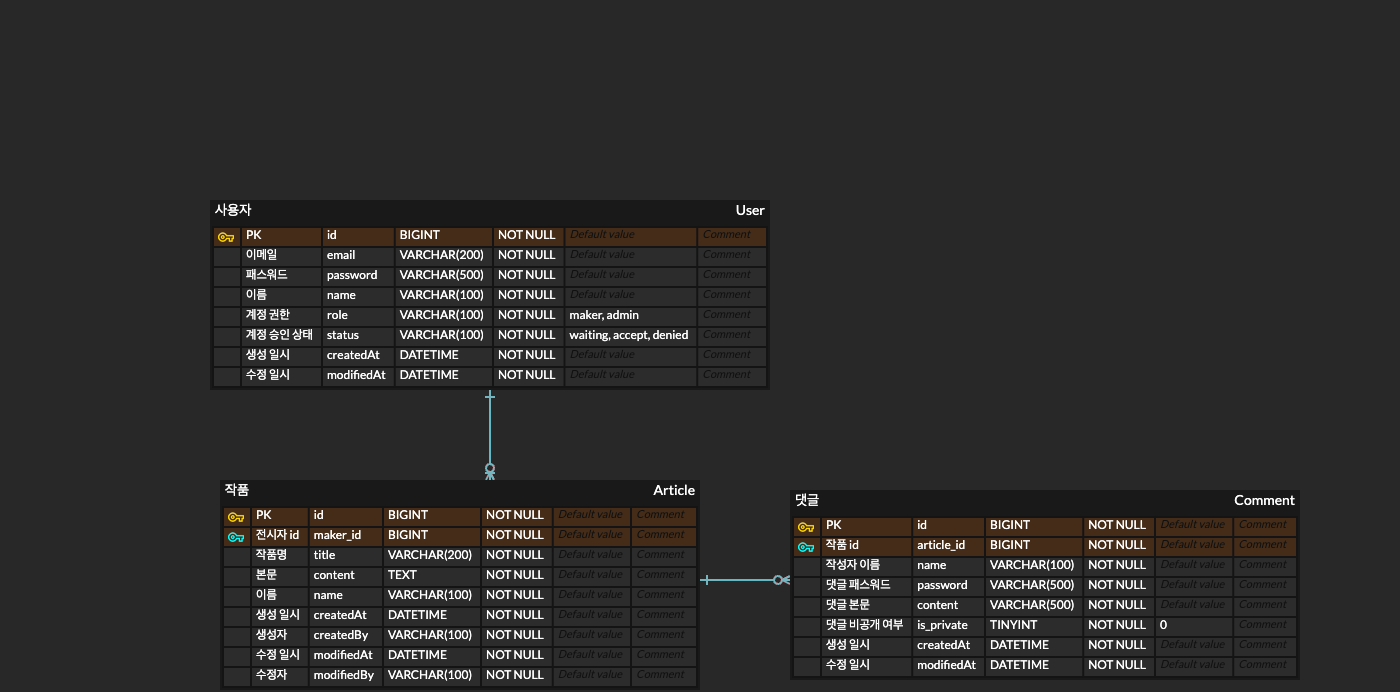 사용자 User
PK id BIGINT NOT NULL Default value Comment
이메일 email VARCHAR(200) NOT NULL Default value Comment
패스워드 password VARCHAR(500) NOT NULL Default value Comment
이름 name VARCHAR(100) NOT NULL Default value Comment
계정 권한 role VARCHAR(100) NOT NULL maker, admin Comment
계정 승인 상태 status VARCHAR(100) NOT NULL waiting, accept, denied Comment
생성 일시 createdAt DATETIME NOT NULL Default value Comment
수정 일시 modifiedAt DATETIME NOT NULL Default value Comment
작품 Article
PK id BIGINT NOT NULL Default value Comment
전시자 id maker_id BIGINT NOT NULL Default value Comment
작품명 title VARCHAR(200) NOT NULL Default value Comment
본문 content TEXT NOT NULL Default value Comment
이름 name VARCHAR(100) NOT NULL Default value Comment
생성 일시 createdAt DATETIME NOT NULL Default value Comment
생성자 createdBy VARCHAR(100) NOT NULL Default value Comment
수정 일시 modifiedAt DATETIME NOT NULL Default value Comment
수정자 modifiedBy VARCHAR(100) NOT NULL Default value Comment
댓글 Comment
PK id BIGINT NOT NULL Default value Comment
작품 id article_id BIGINT NOT NULL Default value Comment
작성자 이름 name VARCHAR(100) NOT NULL Default value Comment
댓글 패스워드 password VARCHAR(500) NOT NULL Default value Comment
댓글 본문 content VARCHAR(500) NOT NULL Default value Comment
댓글 비공개 여부 is_private TINYINT NOT NULL 0 Comment
생성 일시 createdAt DATETIME NOT NULL Default value Comment
수정 일시 modifiedAt DATETIME NOT NULL Default value Comment